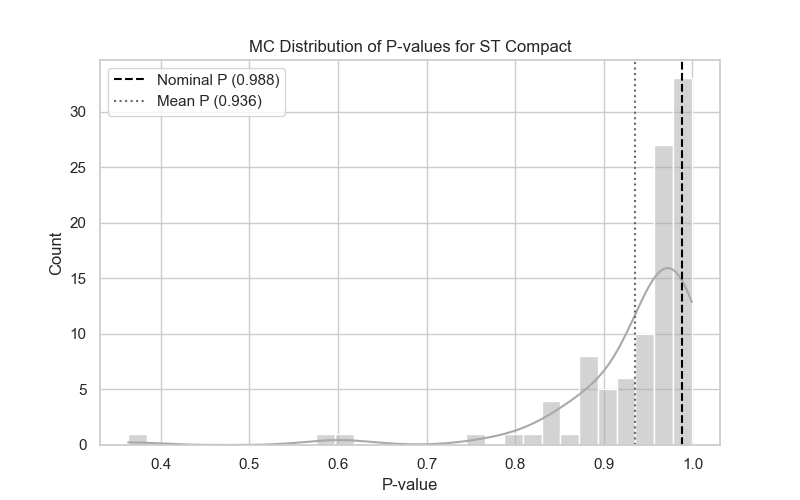 MC Distribution of P-values for ST Compact
Nominal P (0.988)
Mean P (0.936)
Count
30
25
20
15
10
5
0
0.4 0.5 0.6 0.7 0.8 0.9 1.0
P-value